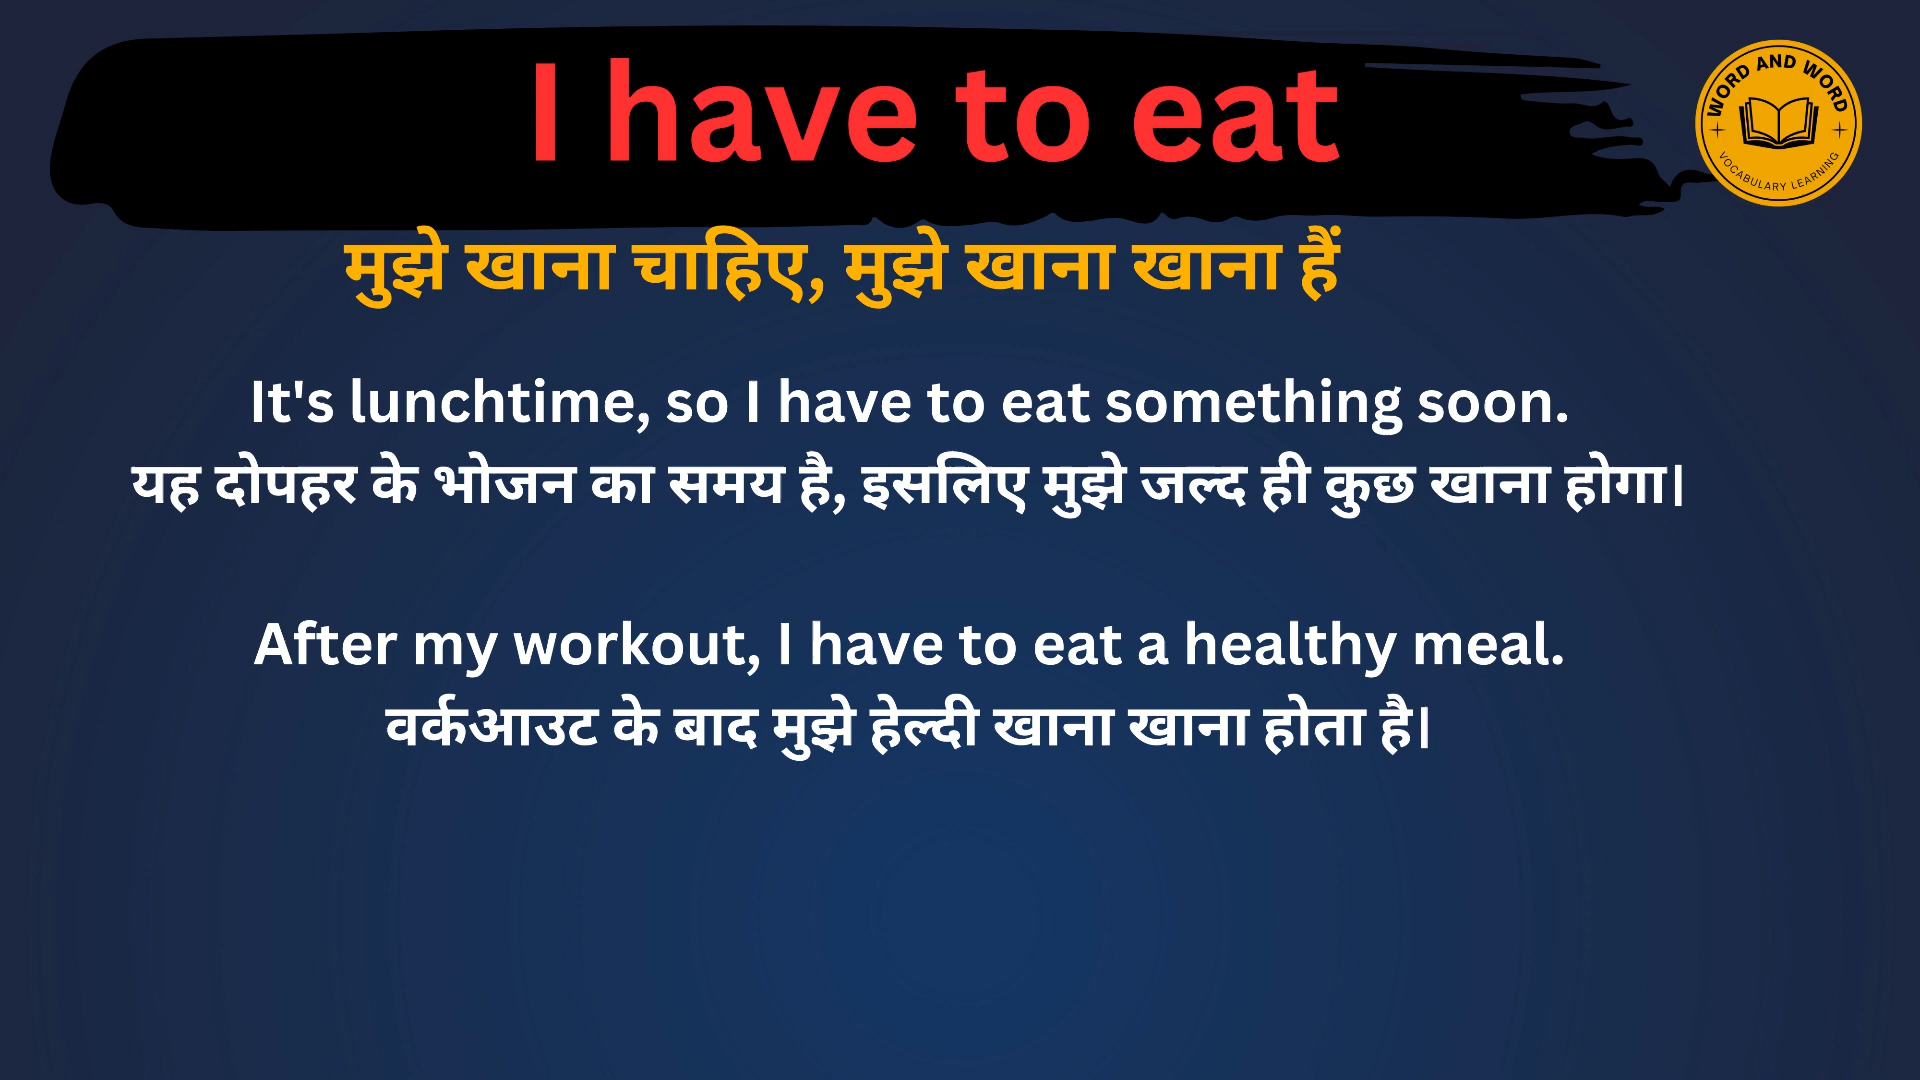 I have to eat
WORD AND WORD
VOCABULARY LEARNING
मुझे खाना चाहिए, मुझे खाना खाना हैं
It's lunchtime, so I have to eat something soon.
यह दोपहर के भोजन का समय है, इसलिए मुझे जल्द ही कुछ खाना होगा।
After my workout, I have to eat a healthy meal.
वर्कआउट के बाद मुझे हेल्दी खाना खाना होता है।